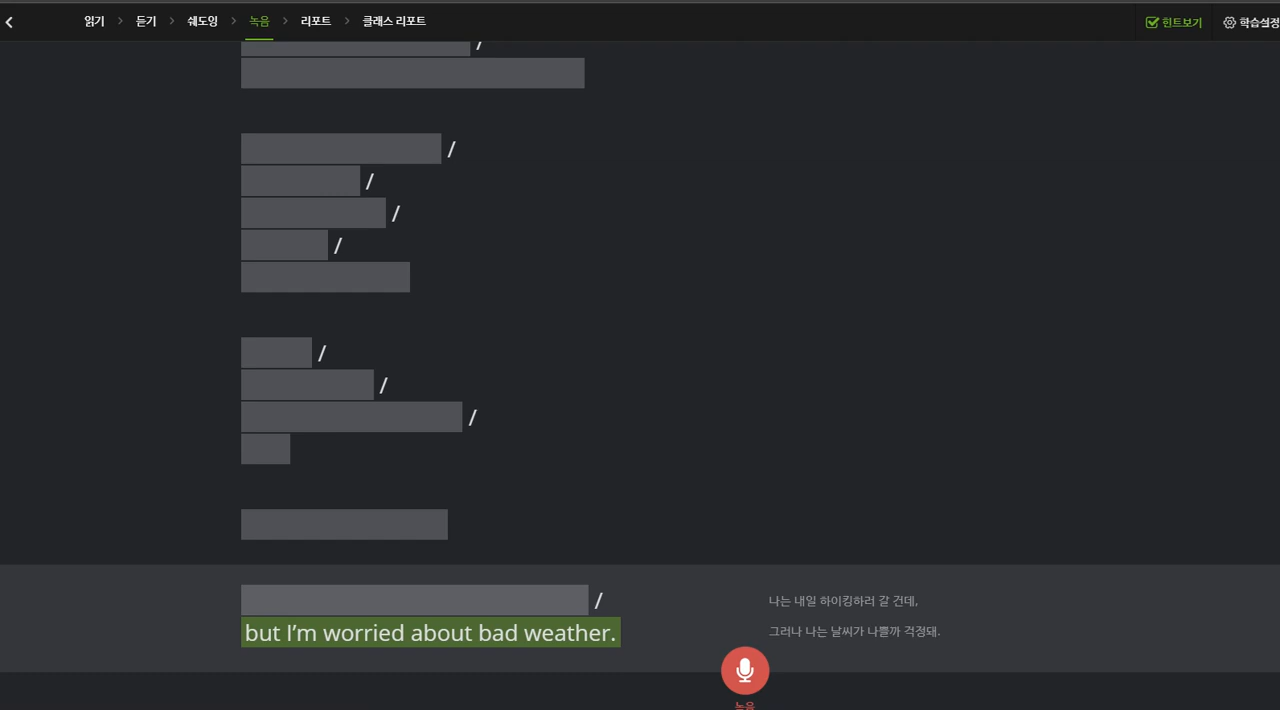 읽기 > 듣기 > 쉐도잉 > 녹음 > 리포트 > 클래스 리포트
힌트보기 학습설정
/
/
/
/
/
/
/
/
/
but I'm worried about bad weather.
나는 내일 하이킹하러 갈 건데,
그러나 나는 날씨가 나쁠까 걱정돼.
녹음